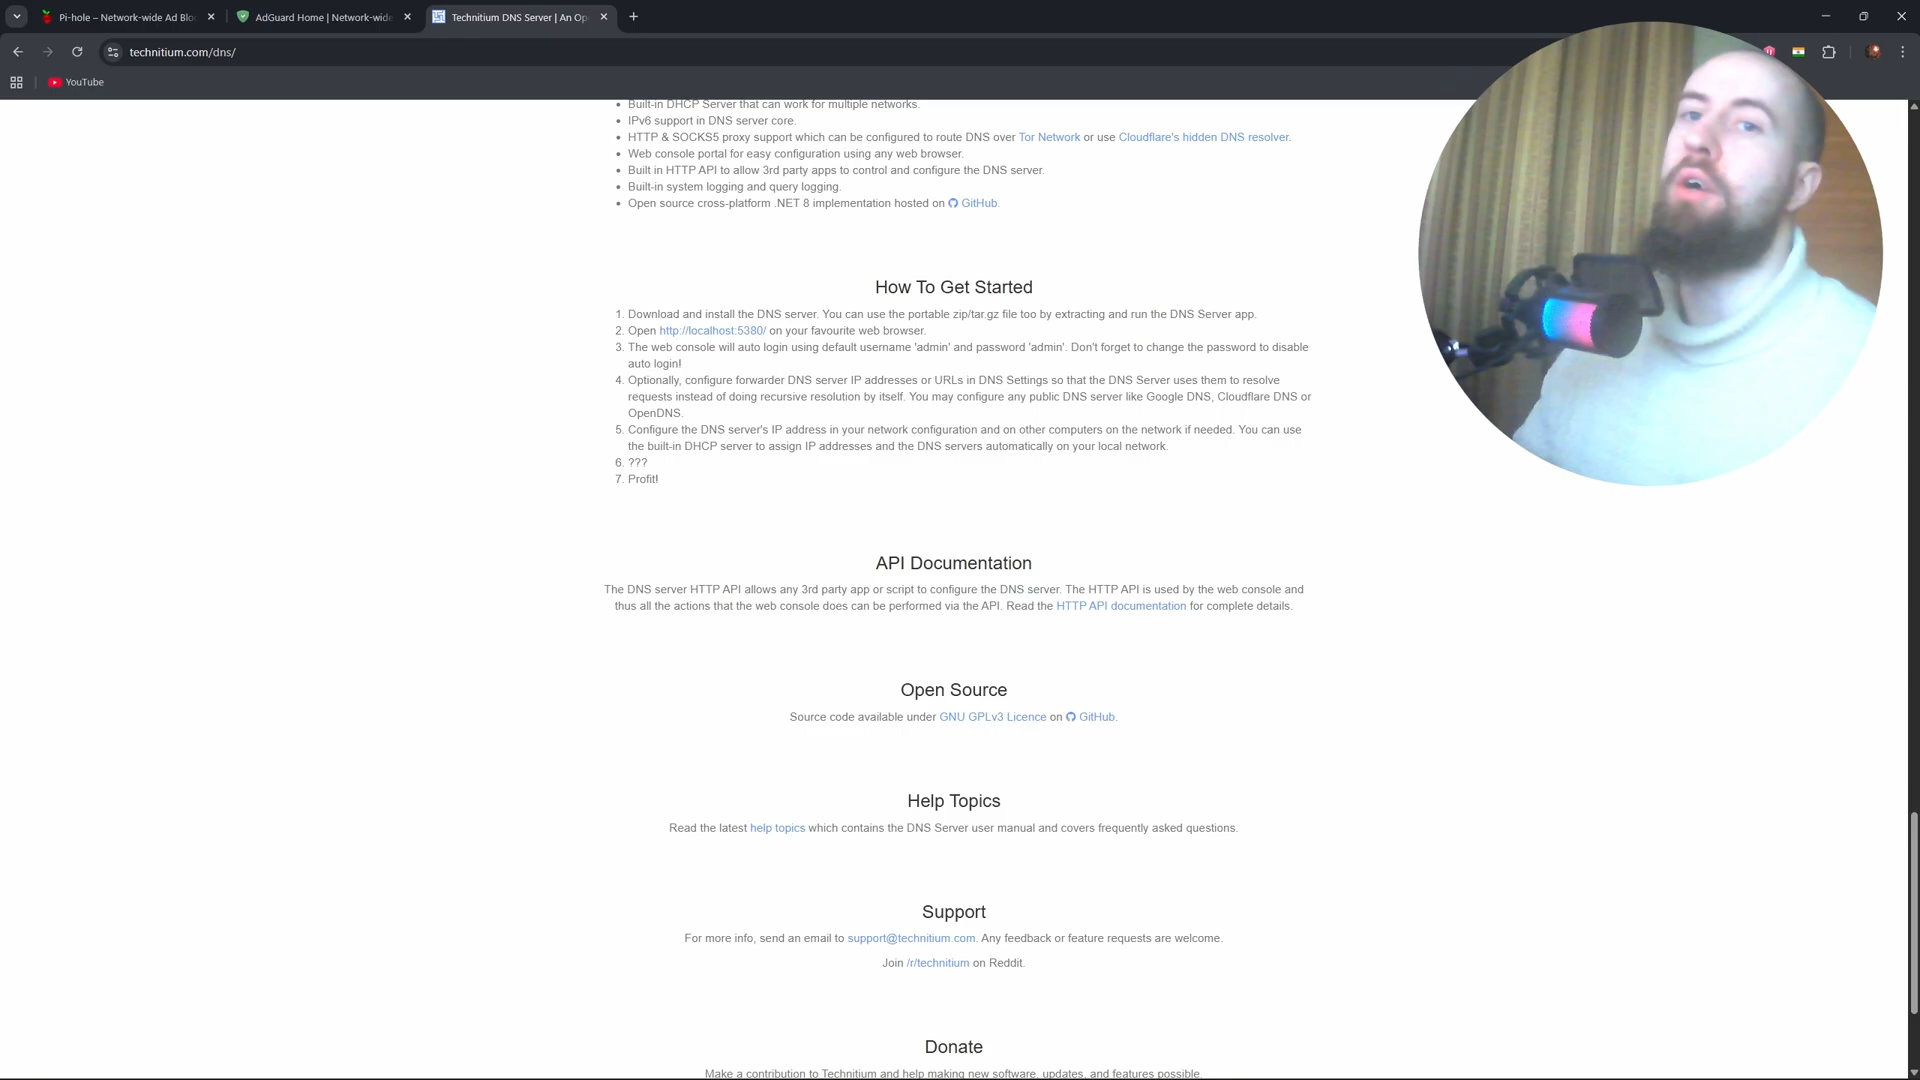 Pi-hole – Network-wide Ad Blo
AdGuard Home | Network-wide
Technitium DNS Server | An Op
technitium.com/dns/
YouTube
• Built-in DHCP Server that can work for multiple networks.
• IPv6 support in DNS server core.
• HTTP & SOCKS5 proxy support which can be configured to route DNS over Tor Network or use Cloudflare's hidden DNS resolver.
• Web console portal for easy configuration using any web browser.
• Built in HTTP API to allow 3rd party apps to control and configure the DNS server.
• Built-in system logging and query logging.
• Open source cross-platform .NET 8 implementation hosted on GitHub.
How To Get Started
1. Download and install the DNS server. You can use the portable zip/tar.gz file too by extracting and run the DNS Server app.
2. Open http://localhost:5380/ on your favourite web browser.
3. The web console will auto login using default username 'admin' and password 'admin'. Don't forget to change the password to disable
auto login!
4. Optionally, configure forwarder DNS server IP addresses or URLs in DNS Settings so that the DNS Server uses them to resolve
requests instead of doing recursive resolution by itself. You may configure any public DNS server like Google DNS, Cloudflare DNS or
OpenDNS.
5. Configure the DNS server's IP address in your network configuration and on other computers on the network if needed. You can use
the built-in DHCP server to assign IP addresses and the DNS servers automatically on your local network.
6. ???
7. Profit!
API Documentation
The DNS server HTTP API allows any 3rd party app or script to configure the DNS server. The HTTP API is used by the web console and
thus all the actions that the web console does can be performed via the API. Read the HTTP API documentation for complete details.
Open Source
Source code available under GNU GPLv3 Licence on GitHub.
Help Topics
Read the latest help topics which contains the DNS Server user manual and covers frequently asked questions.
Support
For more info, send an email to support@technitium.com. Any feedback or feature requests are welcome.
Join /r/technitium on Reddit.
Donate
Make a contribution to Technitium and help making new software, updates, and features possible.